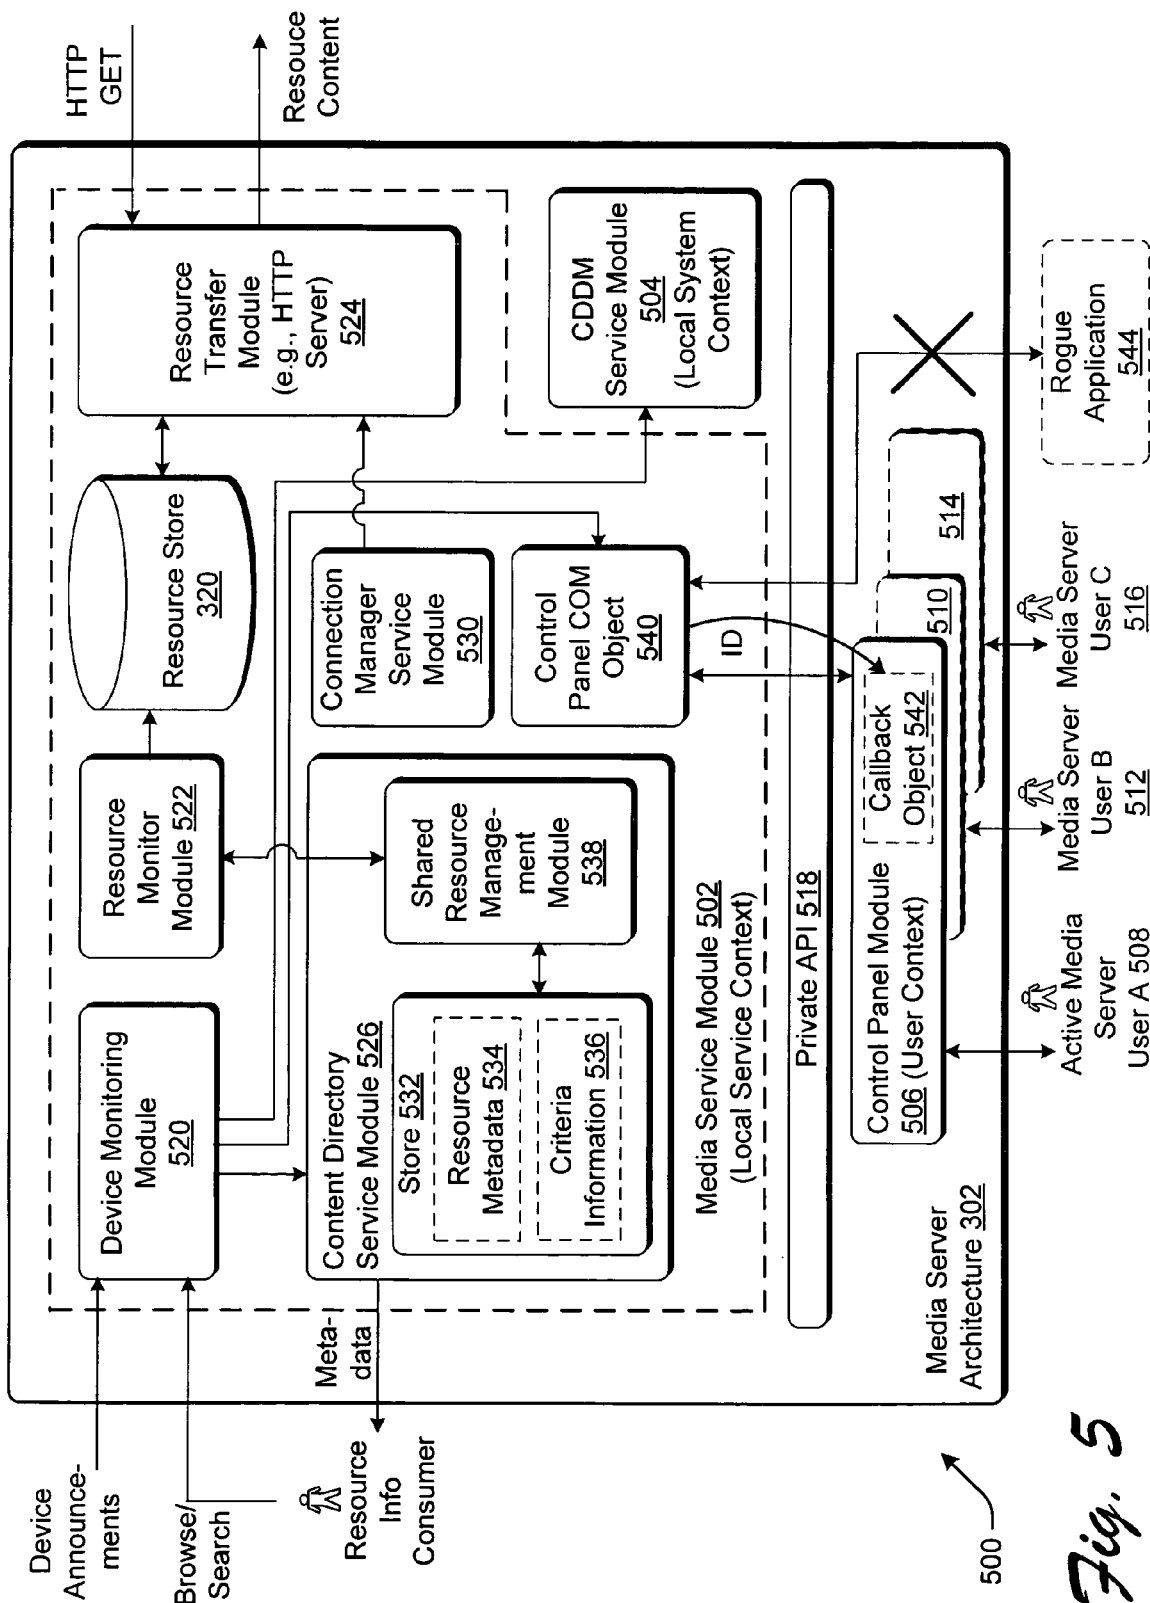 Device
Announce-
ments
Browse/
Search
Resource
Info
Consumer
Meta-
data
HTTP
GET
Resouce
Content
Device Monitoring
Module
520
Resource
Monitor
Module 522
Resource Store
320
Resource
Transfer
Module
(e.g., HTTP
Server)
524
Content Directory
Service Module 526
Store 532
Resource
Metadata 534
Criteria
Information 536
Shared
Resource
Manage-
ment
Module
538
Connection
Manager
Service
Module
530
Control
Panel COM
Object
540
CDDM
Service Module
504
(Local System
Context)
Media Service Module 502
(Local Service Context)
ID
Private API 518
Control Panel Module
506 (User Context)
Callback
Object 542
510
514
Media Server
Architecture 302
Active Media
Server
User A 508
Media Server
User B
512
Media Server
User C
516
Rogue
Application
544
500
Fig. 5